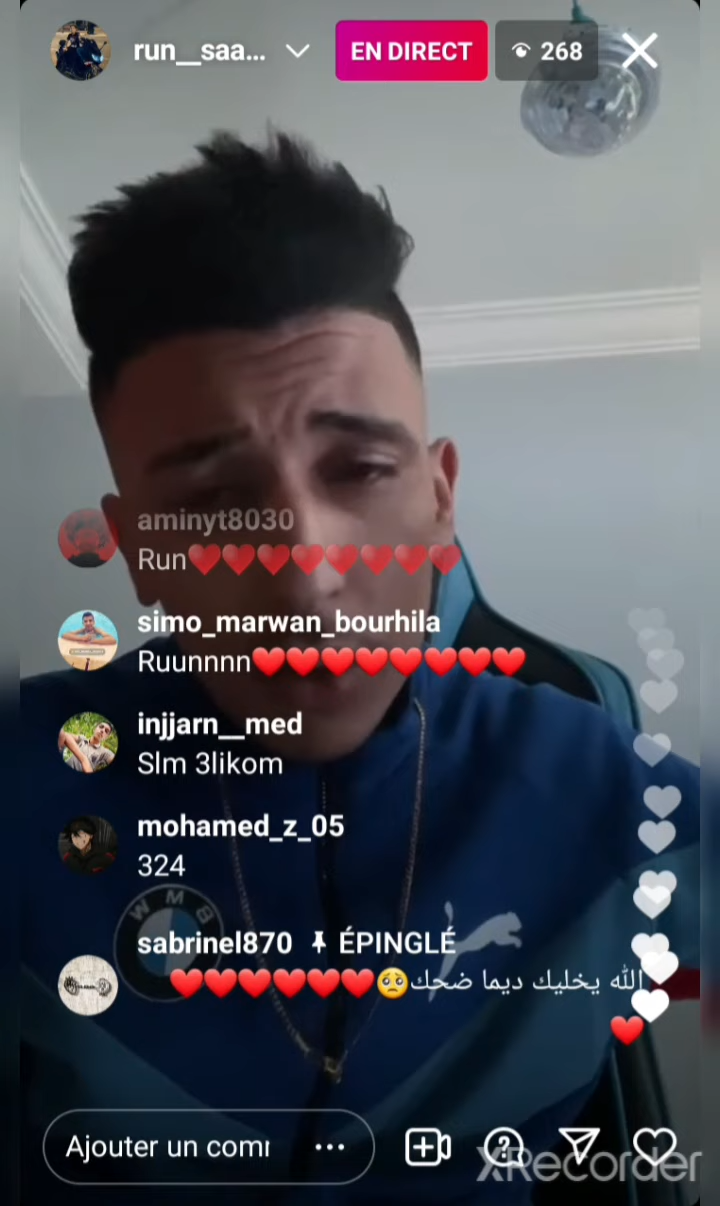 run__saa...
EN DIRECT
268
aminyt8030
Run❤️❤️❤️❤️❤️❤️❤️❤️
simo_marwan_bourhila
Ruunnnn❤️❤️❤️❤️❤️❤️❤️❤️
injjarn__med
Slm 3likom
mohamed_z_05
324
WMB
sabrinel870 📌 ÉPINGLÉ
الله يخليك ديما ضحك🥺❤️❤️❤️❤️❤️❤️
❤️
Ajouter un comm
XRecorder